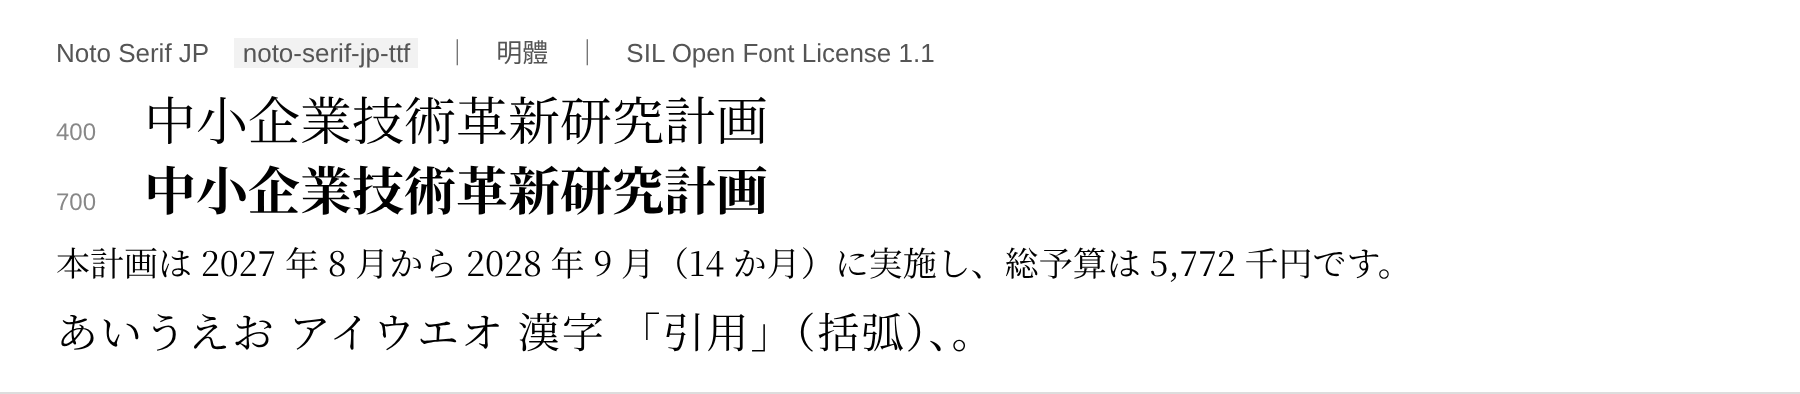 Noto Serif JP noto-serif-jp-ttf | 明體 | SIL Open Font License 1.1
400 中小企業技術革新研究計画
700 中小企業技術革新研究計画
本計画は 2027 年 8 月から 2028 年 9 月（14 か月）に実施し、総予算は 5,772 千円です。
あいうえお アイウエオ 漢字 「引用」（括弧）、。